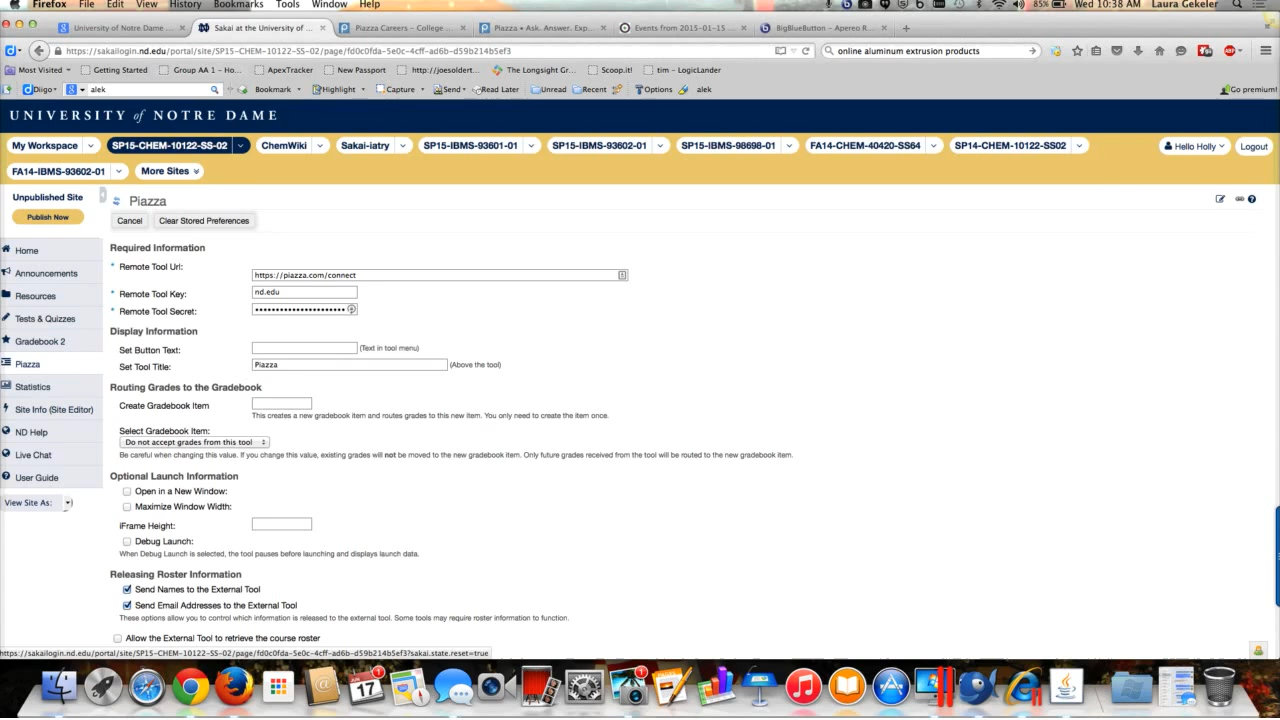 Firefox File Edit View History Bookmarks Tools Window Help 85% Wed 10:38 AM Laura Gekeler
University of Notre Dame... Sakai at the University of ... Piazza Careers - College ... Piazza • Ask. Answer. Exp... Events from 2015-01-15 ... BigBlueButton - Apereo R...
https://sakailogin.nd.edu/portal/site/SP15-CHEM-10122-SS-02/page/fd0c0fda-5e0c-4cff-ad6b-d59b214b5ef3 online aluminum extrusion products
Most Visited Getting Started Group AA 1 – Ho... ApexTracker New Passport http://joesoldert... The Longsight Gr... Scoop.it! tim – LogicLander
Diigo alek Bookmark Highlight Capture Send Read Later Unread Recent Options alek Go premium!
UNIVERSITY of NOTRE DAME
My Workspace SP15-CHEM-10122-SS-02 ChemWiki Sakai-iatry SP15-IBMS-93601-01 SP15-IBMS-93602-01 SP15-IBMS-98698-01 FA14-CHEM-40420-SS64 SP14-CHEM-10122-SS02 Hello Holly Logout
FA14-IBMS-93602-01 More Sites
Unpublished Site
Publish Now
Home
Announcements
Resources
Tests & Quizzes
Gradebook 2
Piazza
Statistics
Site Info (Site Editor)
ND Help
Live Chat
User Guide
View Site As:
Piazza
Cancel Clear Stored Preferences
Required Information
* Remote Tool Url: https://piazza.com/connect
* Remote Tool Key: nd.edu
* Remote Tool Secret:
Display Information
Set Button Text: (Text in tool menu)
Set Tool Title: Piazza (Above the tool)
Routing Grades to the Gradebook
Create Gradebook Item
This creates a new gradebook item and routes grades to this new item. You only need to create the item once.
Select Gradebook Item:
Do not accept grades from this tool
Be careful when changing this value. If you change this value, existing grades will not be moved to the new gradebook item. Only future grades received from the tool will be routed to the new gradebook item.
Optional Launch Information
Open in a New Window:
Maximize Window Width:
iFrame Height:
Debug Launch:
When Debug Launch is selected, the tool pauses before launching and displays launch data.
Releasing Roster Information
Send Names to the External Tool
Send Email Addresses to the External Tool
These options allow you to control which information is released to the external tool. Some tools may require roster information to function.
Allow the External Tool to retrieve the course roster
https://sakailogin.nd.edu/portal/site/SP15-CHEM-10122-SS-02/page/fd0c0fda-5e0c-4cff-ad6b-d59b214b5ef3?sakai.state.reset=true
JUN 17 1 1